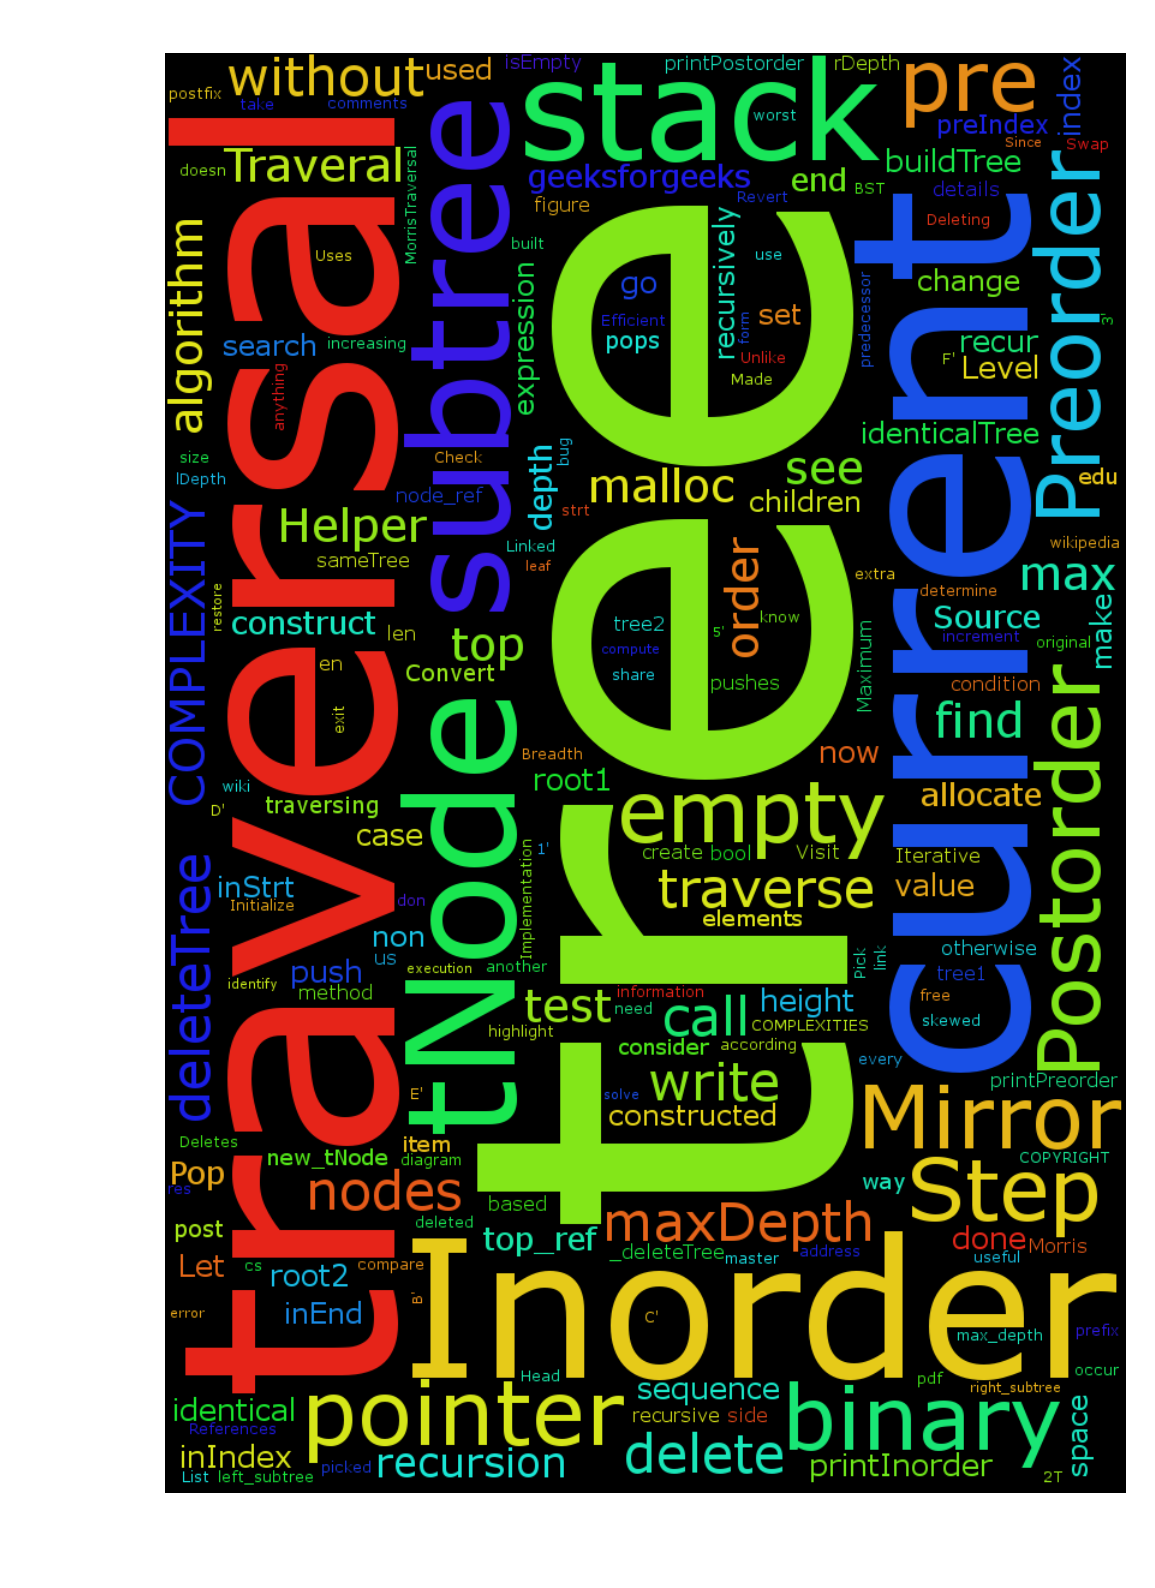 without
used
isEmpty
printPostorder
rDepth
pre
postfix
take
comments
stack
worst
preIndex
index
Since
Swap
traversal
Traveral
doesn
MorrisTraversal
subtree
geeksforgeeks
end
BST
buildTree
details
Preorder
figure
Revert
Deleting
algorithm
Uses
built
tree
recursively
use
current
change
expression
go
set
predecessor
Efficient
form
3'
search
increasing
pops
Unlike
recur
F'
Level
anything
Made
identicalTree
size
Check
lDepth
node_ref
depth
bug
malloc
see
children
edu
COMPLEXITY
Helper
strt
order
sameTree
Linked
leaf
wikipedia
extra
max
restore
determine
construct
len
tree2
know
5'
Source
make
increment
original
top
compute
Maximum
en
Convert
share
pushes
condition
Postorder
exit
tNode
find
Breadth
now
wiki
root1
D'
traversing
empty
allocate
case
create
bool
Visit
Iterative
Implementation
1'
deleteTree
inStrt
traverse
value
Initialize
don
elements
non
otherwise
us
execution
another
Pick
link
push
tree1
identify
method
information
free
test
need
call
height
COMPLEXITIES
skewed
highlight
consider
according
every
write
printPreorder
E'
solve
constructed
Mirror
Deletes
item
new_tNode
diagram
COPYRIGHT
Pop
res
nodes
way
Step
based
post
deleted
maxDepth
top_ref
_deleteTree
master
address
done
Morris
useful
Let
cs
root2
compare
Inorder
error
inEnd
B'
C'
max_depth
prefix
Head
pdf
occur
right_subtree
identical
References
pointer
sequence
recursive
side
binary
space
inIndex
List
left_subtree
picked
recursion
delete
printInorder
2T